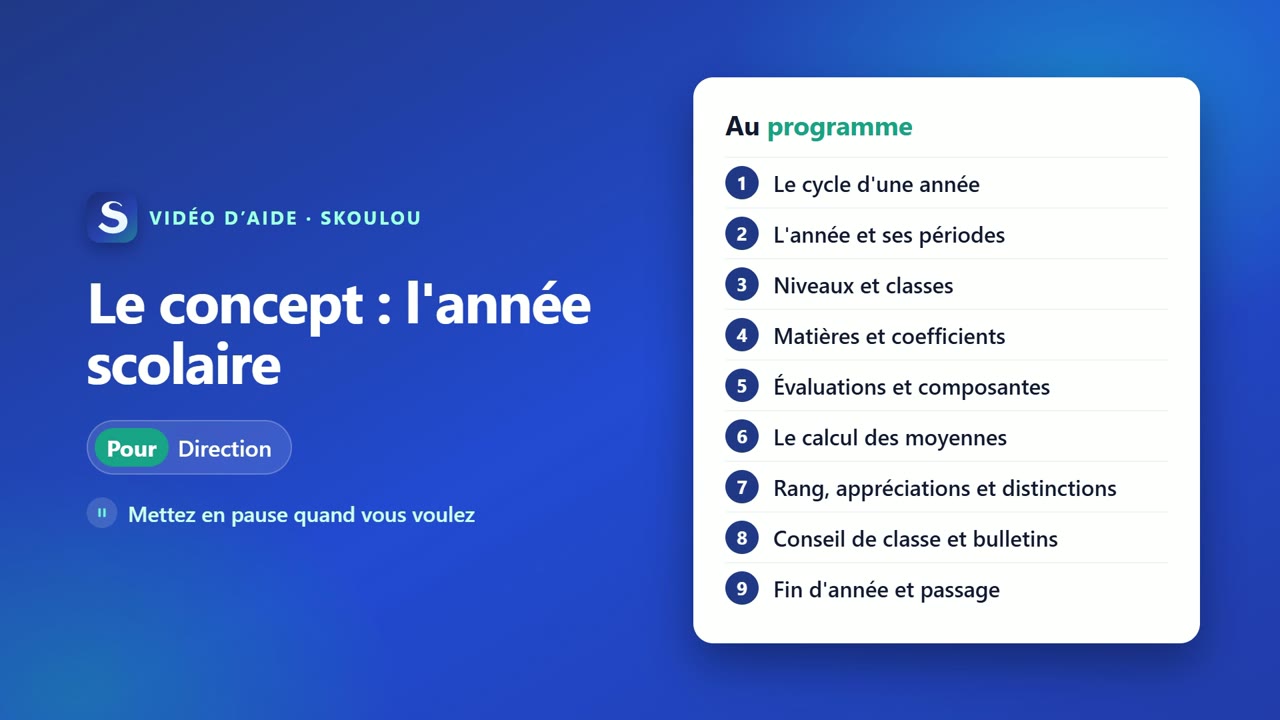 S
VIDÉO D’AIDE · SKOULOU
Le concept : l'année
scolaire
Pour Direction
Mettez en pause quand vous voulez
Au programme
1 Le cycle d'une année
2 L'année et ses périodes
3 Niveaux et classes
4 Matières et coefficients
5 Évaluations et composantes
6 Le calcul des moyennes
7 Rang, appréciations et distinctions
8 Conseil de classe et bulletins
9 Fin d'année et passage